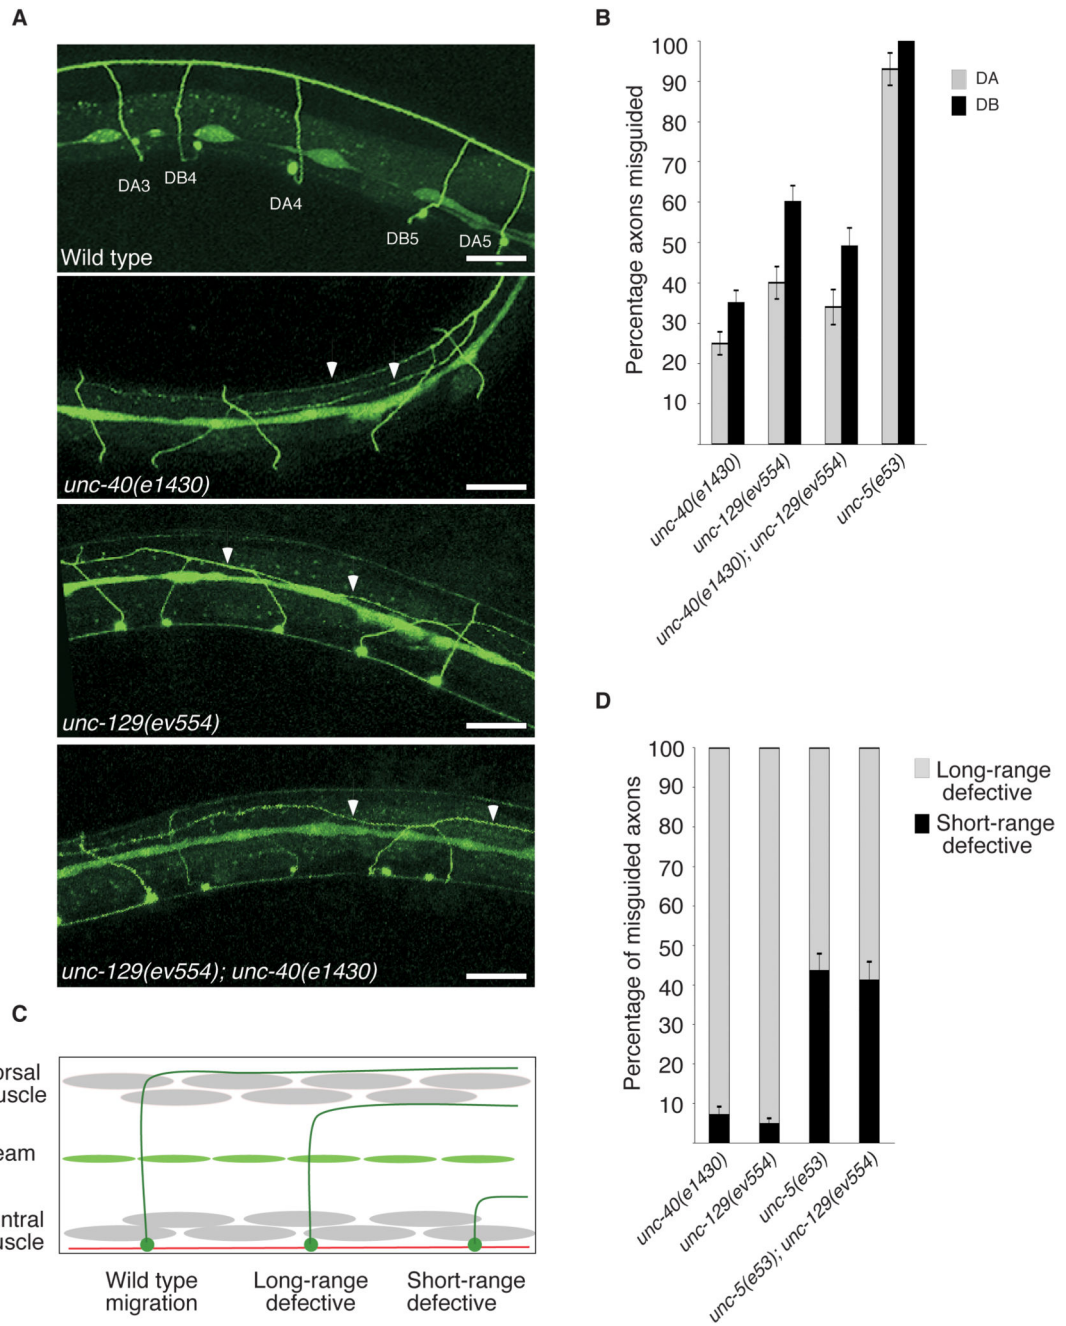 A
DA3
DB4
DA4
DB5
DA5
Wild type
unc-40(e1430)
unc-129(ev554)
unc-129(ev554); unc-40(e1430)
B
Percentage axons misguided
100
90
80
70
60
50
40
30
20
10
DA
DB
unc-40(e1430)
unc-129(ev554)
unc-40(e1430); unc-129(ev554)
unc-5(e53)
C
orsal
uscle
eam
ntral
uscle
Wild type
migration
Long-range
defective
Short-range
defective
D
Percentage of misguided axons
100
90
80
70
60
50
40
30
20
10
Long-range
defective
Short-range
defective
unc-40(e1430)
unc-129(ev554)
unc-5(e53)
unc-5(e53); unc-129(ev554)